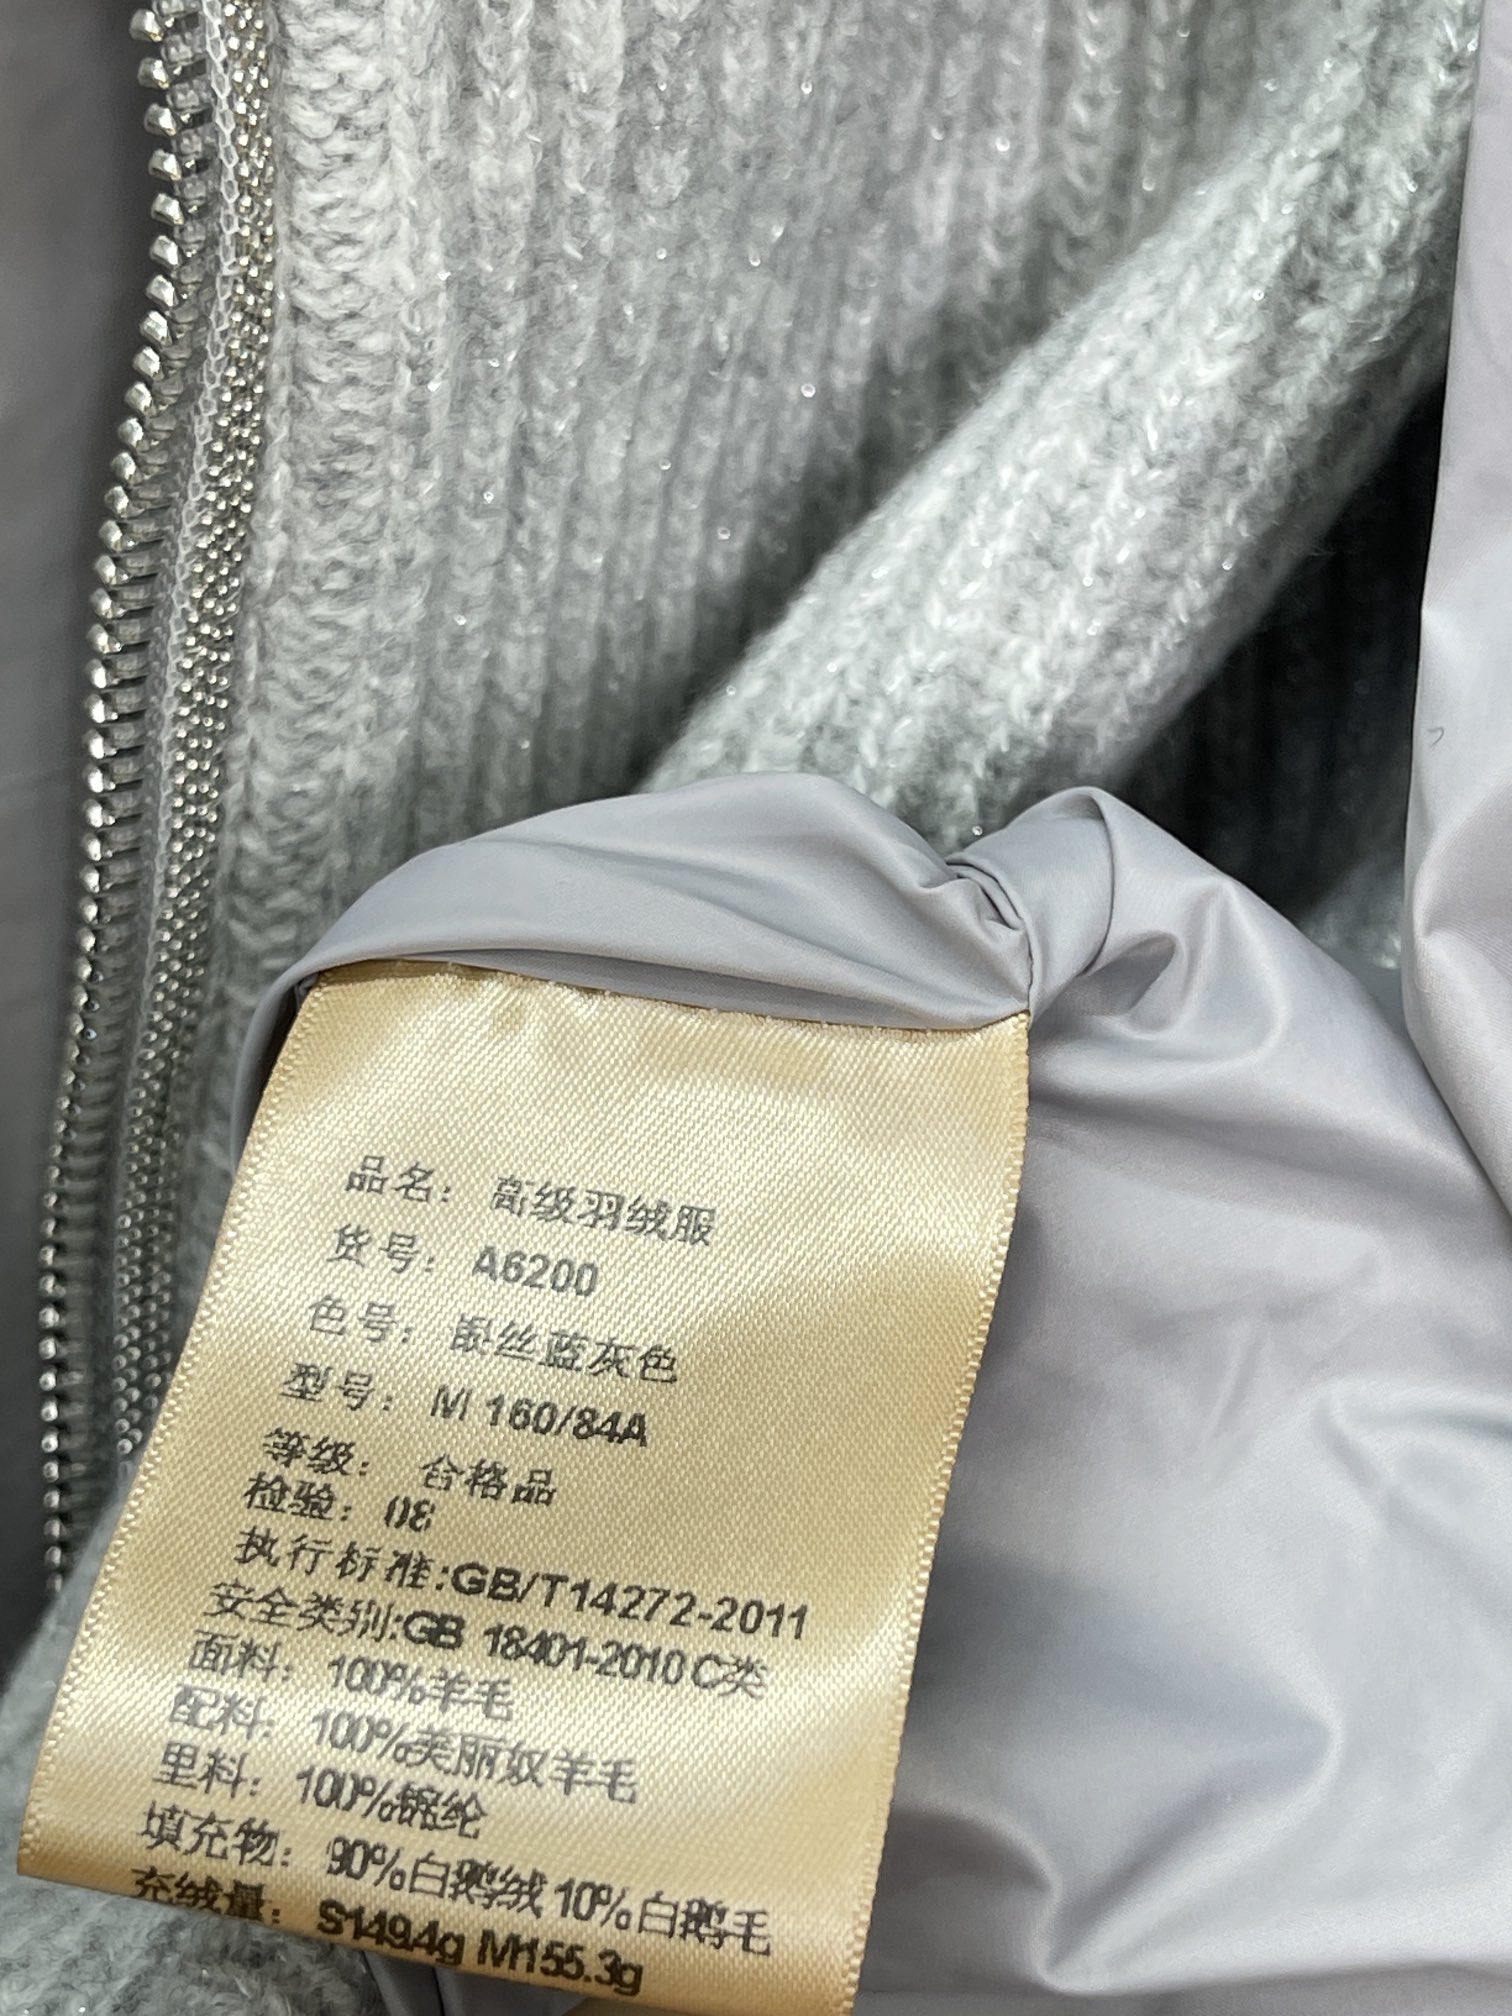 品名: 高级羽绒服
货号: A6200
色号: 银丝蓝灰色
型号: M 160/84A
等级: 合格品
检验: 08
执行标准:GB/T14272-2011
安全类别:GB 18401-2010 C类
面料: 100%羊毛
配料: 100%美丽奴羊毛
里料: 100%锦纶
填充物: 90%白鹅绒 10%白鹅毛
充绒量: S149.4g M155.3g